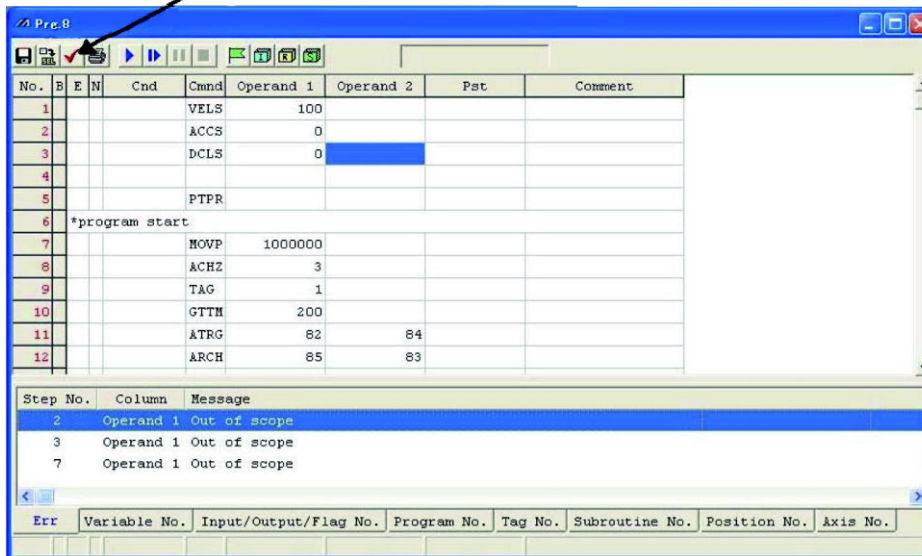 Prg.8
No. B E N Cnd Cmnd Operand 1 Operand 2 Pst Comment
1 VELS 100
2 ACCS 0
3 DCLS 0
4
5 PTPR
6 *program start
7 MOVP 1000000
8 ACHZ 3
9 TAG 1
10 GTTM 200
11 ATRG 82 84
12 ARCH 85 83
Step No. Column Message
2 Operand 1 Out of scope
3 Operand 1 Out of scope
7 Operand 1 Out of scope
Err Variable No. Input/Output/Flag No. Program No. Tag No. Subroutine No. Position No. Axis No.